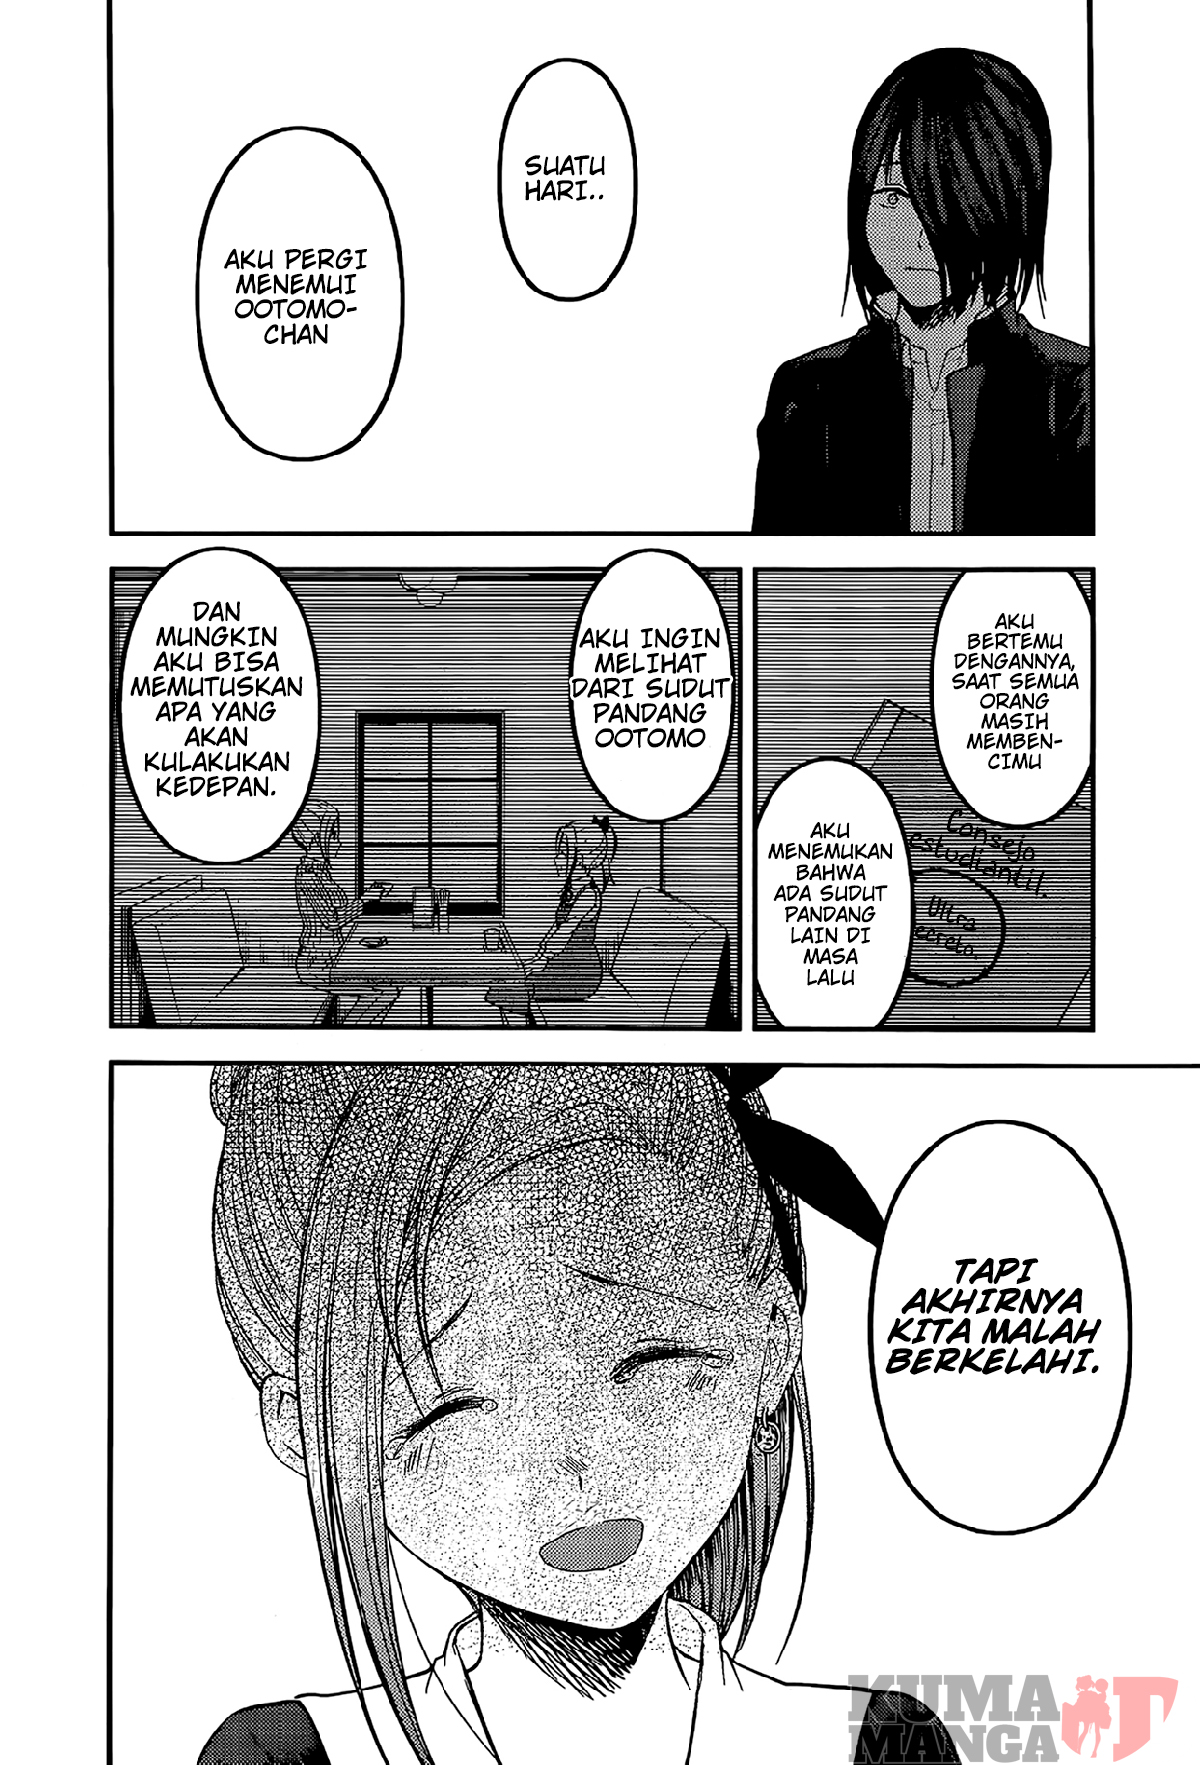 SUATU
HARI..
AKU PERGI
MENEMUI
OOTOMO-
CHAN
AKU
BERTEMU
DENGANNYA,
SAAT SEMUA
ORANG
MASIH
MEMBEN-
CIMU
AKU
MENEMUKAN
BAHWA
ADA SUDUT
PANDANG
LAIN DI
MASA
LALU
Consejo
estudiantil.
Ultra
secreto.
AKU INGIN
MELIHAT
DARI SUDUT
PANDANG
OOTOMO
DAN
MUNGKIN
AKU BISA
MEMUTUSKAN
APA YANG
AKAN
KULAKUKAN
KEDEPAN.
TAPI
AKHIRNYA
KITA MALAH
BERKELAHI.
KUMA
MANGA